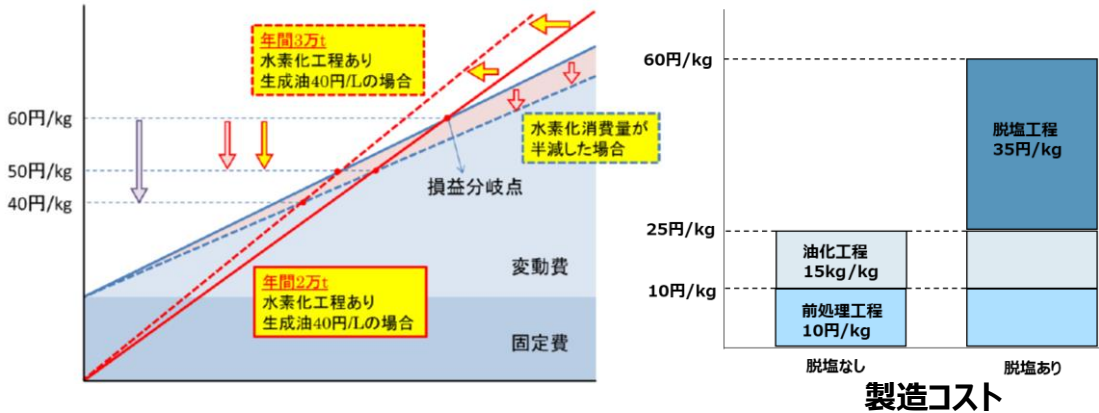 年間3万t
水素化工程あり
生成油40円/Lの場合
60円/kg
50円/kg
40円/kg
水素化消費量が
半減した場合
損益分岐点
変動費
年間2万t
水素化工程あり
生成油40円/Lの場合
固定費
60円/kg
25円/kg
10円/kg
脱塩工程
35円/kg
油化工程
15kg/kg
前処理工程
10円/kg
脱塩なし
脱塩あり
製造コスト